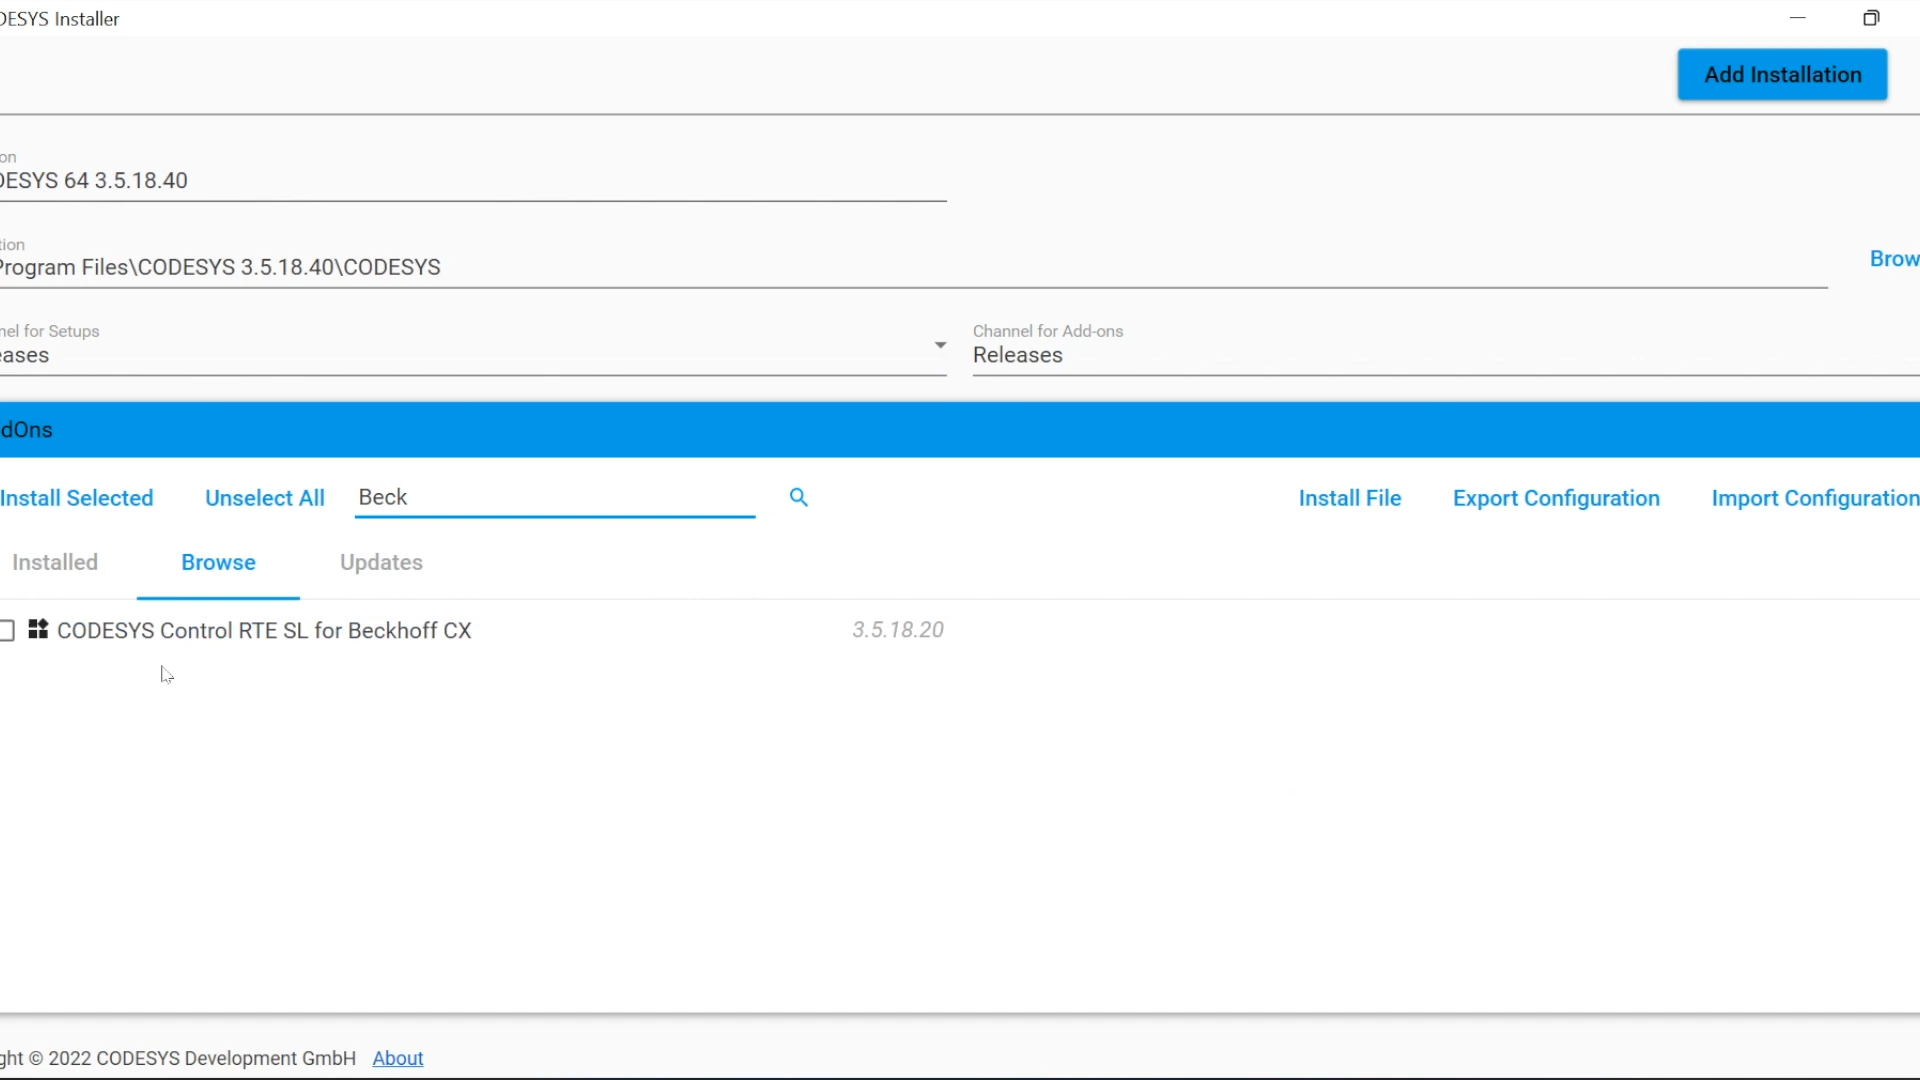 DESYS Installer
Add Installation
on
DESYS 64 3.5.18.40
tion
Program Files\CODESYS 3.5.18.40\CODESYS
Brow
nel for Setups
eases
Channel for Add-ons
Releases
dOns
Install Selected
Unselect All
Beck
Install File
Export Configuration
Import Configuration
Installed
Browse
Updates
CODESYS Control RTE SL for Beckhoff CX
3.5.18.20
ght © 2022 CODESYS Development GmbH
About